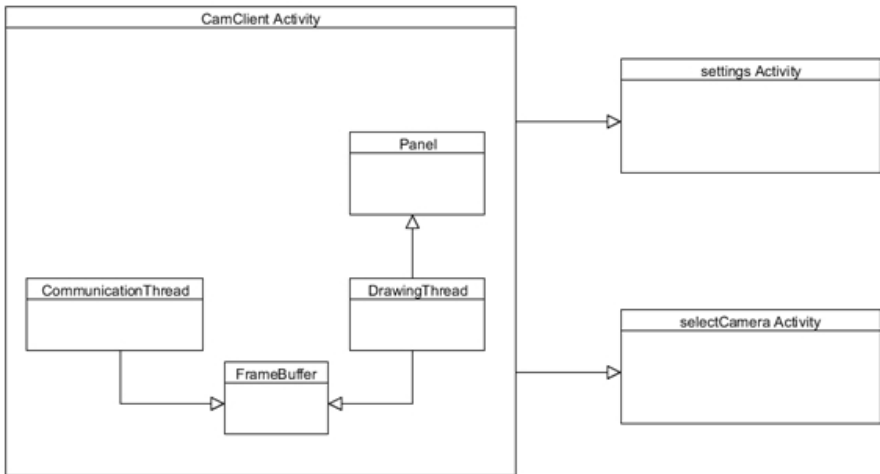 CamClient Activity
settings Activity
Panel
CommunicationThread
DrawingThread
selectCamera Activity
FrameBuffer